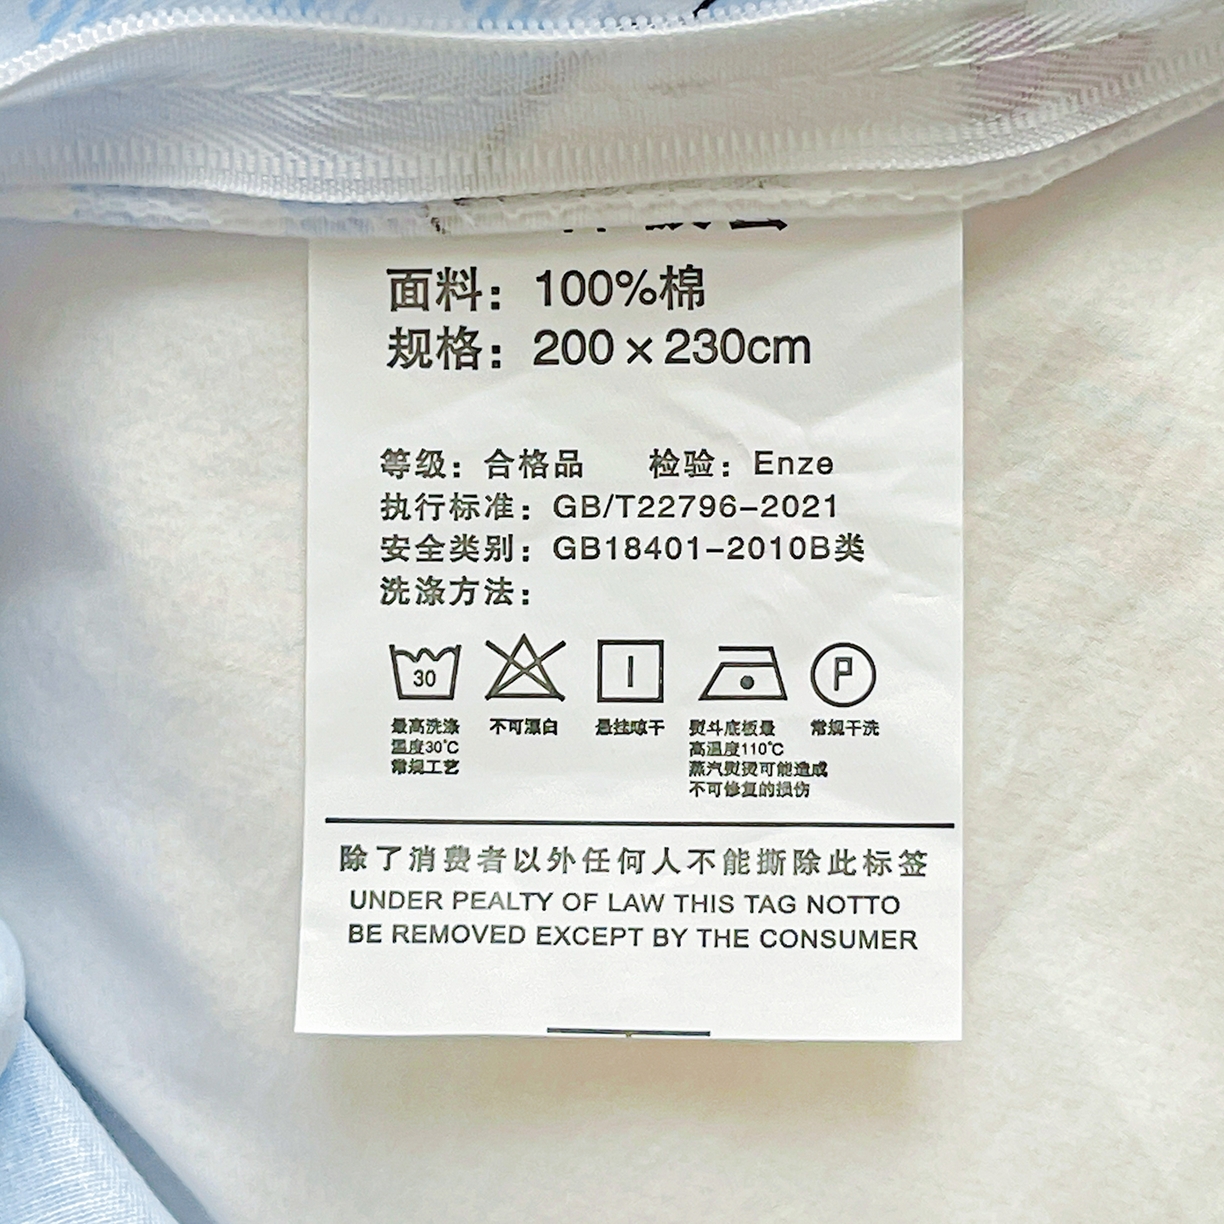 面料：100%棉
规格：200×230cm
等级：合格品 检验：Enze
执行标准：GB/T22796-2021
安全类别：GB18401-2010B类
洗涤方法：
30 P
最高洗涤 不可漂白 悬挂晾干 熨斗底板最 常规干洗
温度30℃ 高温度110℃
常规工艺 蒸汽熨烫可能造成
不可修复的损伤
除了消费者以外任何人不能撕除此标签
UNDER PEALTY OF LAW THIS TAG NOTTO
BE REMOVED EXCEPT BY THE CONSUMER